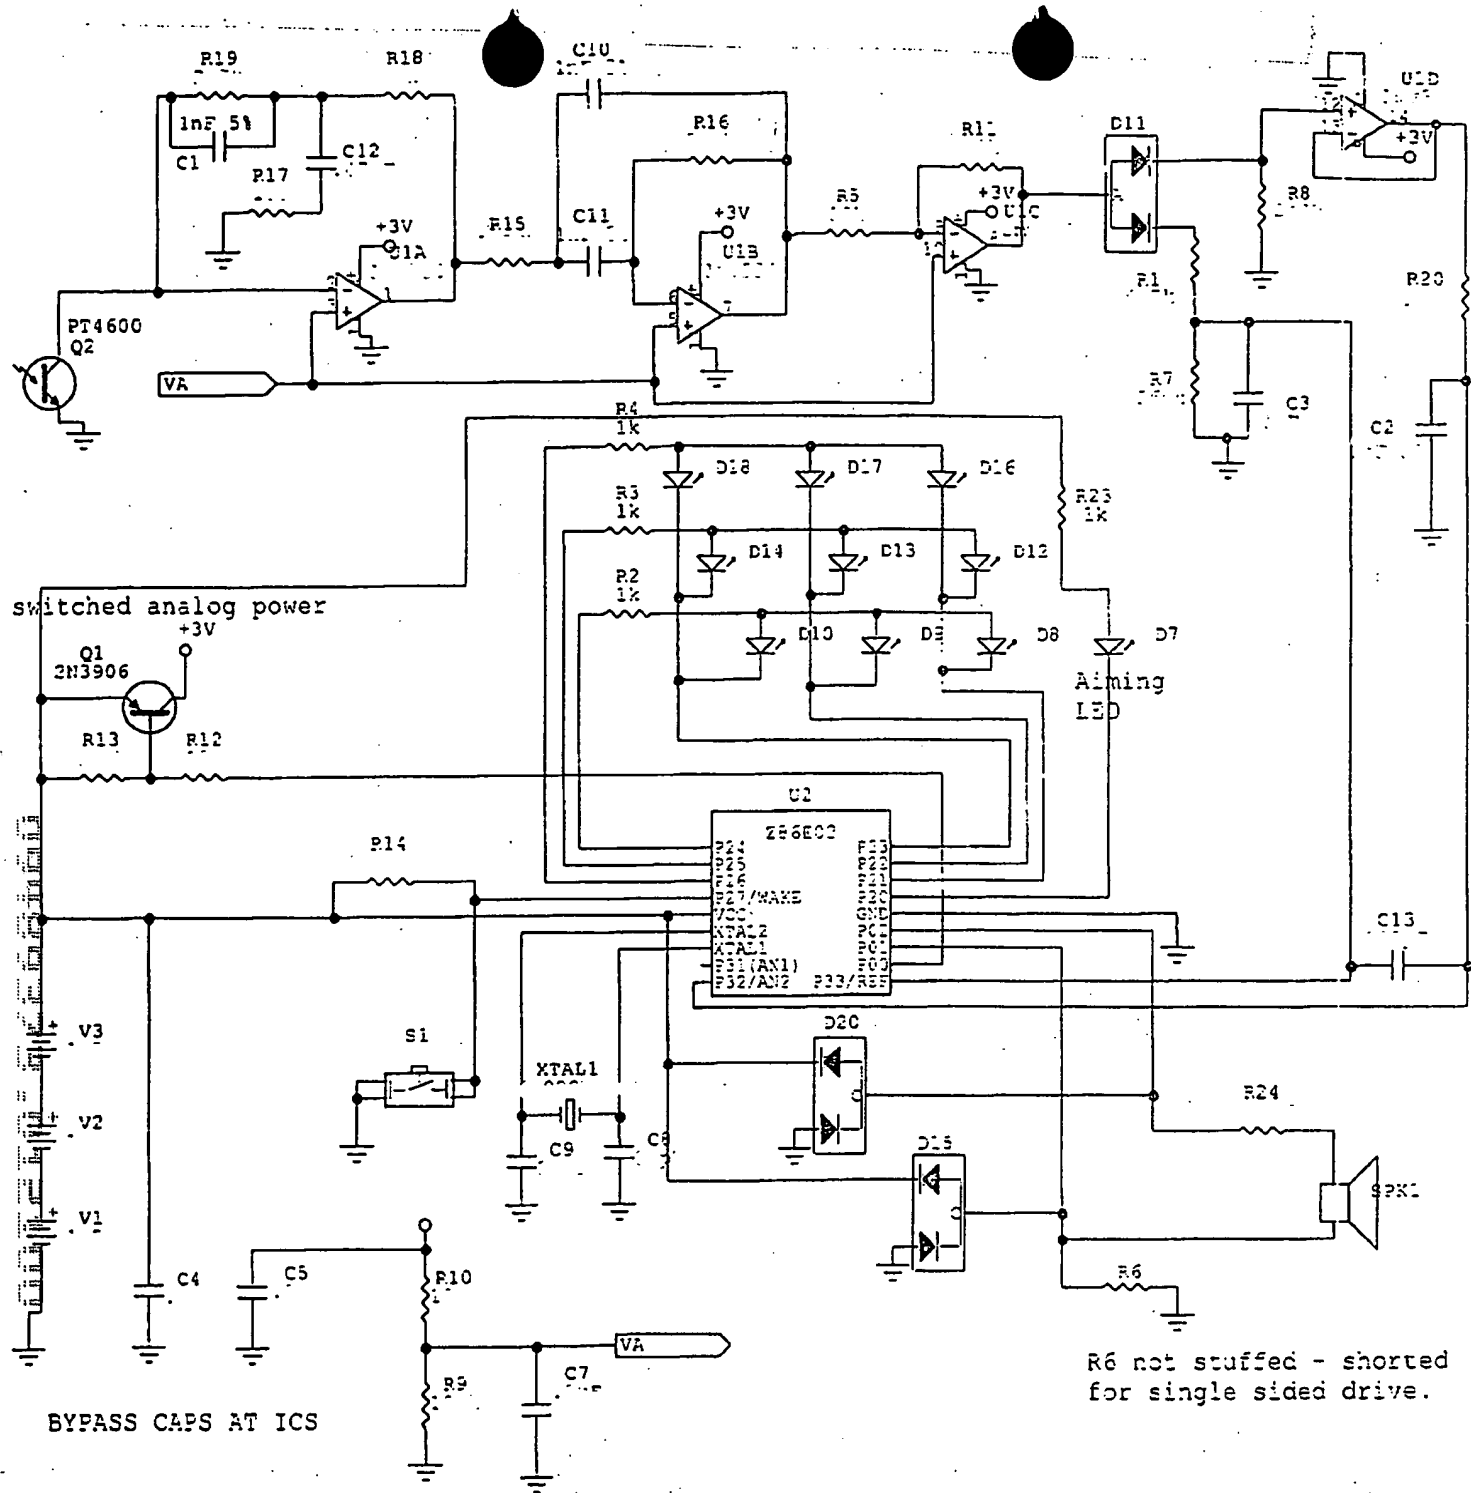 R19
R18
C10
U1D
1nF 5%
C1
C12
R16
R11
D11
+3V
R17
R8
+3V
U1A
R15
C11
+3V
U1B
R5
+3V
U1C
R1
R20
PT4600
Q2
VA
R7
C3
C2
R4
1k
D18
D17
D16
R3
1k
R23
1k
D14
D13
D12
R2
1k
switched analog power
+3V
D10
D9
D8
D7
Q1
2N3906
Aiming
LED
R13
R12
U2
R14
P24
P23
P25
P22
P26
P21
P27/WAKE
P20
VCC
GND
XTAL2
P02
XTAL1
P01
P31(AN1)
P00
P32/AN2
P33/REF
C13
V3
S1
D20
XTAL1
R24
V2
C9
C8
D15
V1
SPK1
C4
C5
R10
R6
VA
R9
C7
R6 not stuffed - shorted
for single sided drive.
BYPASS CAPS AT ICS